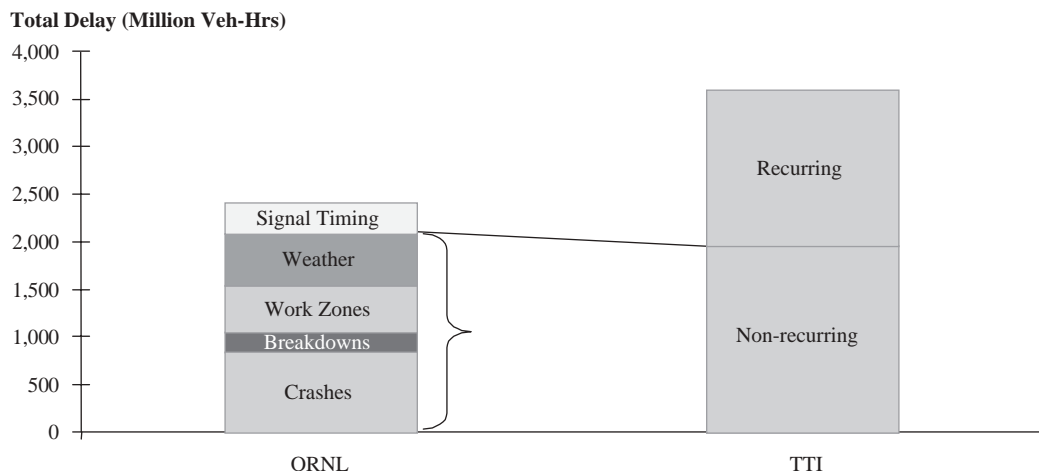 Total Delay (Million Veh-Hrs)
4,000
3,500
3,000
2,500
2,000
1,500
1,000
500
0
Signal Timing
Weather
Work Zones
Breakdowns
Crashes
Recurring
Non-recurring
ORNL
TTI